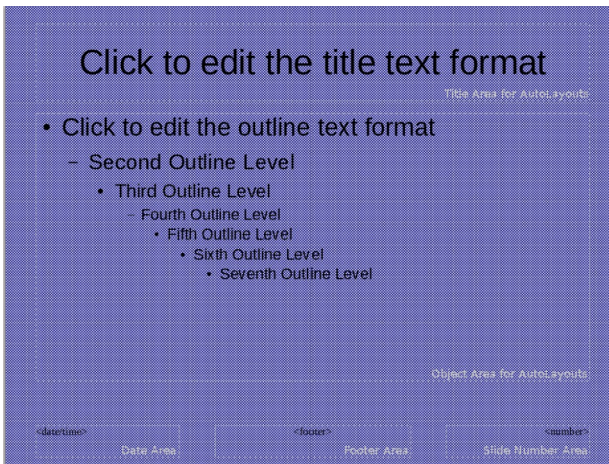 Click to edit the title text format
Title Area for AutoLayouts
• Click to edit the outline text format
– Second Outline Level
• Third Outline Level
– Fourth Outline Level
• Fifth Outline Level
• Sixth Outline Level
• Seventh Outline Level
Object Area for AutoLayouts
<date/time> <footer> <number>
Date Area Footer Area Slide Number Area